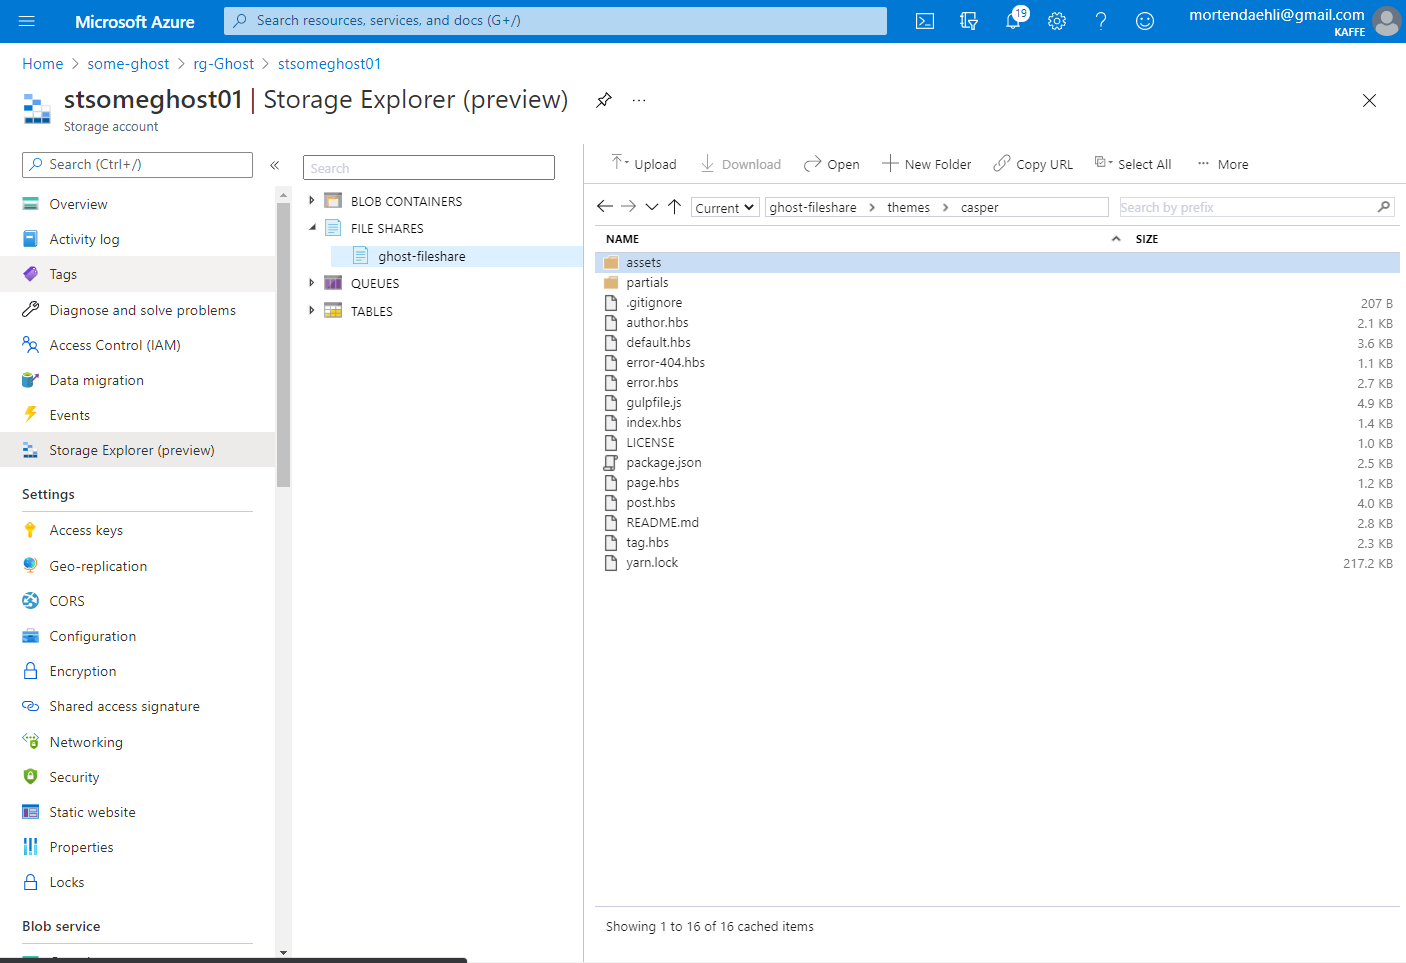 Microsoft Azure
Search resources, services, and docs (G+/)
19
mortendaehli@gmail.com
KAFFE
Home > some-ghost > rg-Ghost > stsomeghost01
stsomeghost01 | Storage Explorer (preview)
Storage account
Search (Ctrl+/)
Overview
Activity log
Tags
Diagnose and solve problems
Access Control (IAM)
Data migration
Events
Storage Explorer (preview)
Settings
Access keys
Geo-replication
CORS
Configuration
Encryption
Shared access signature
Networking
Security
Static website
Properties
Locks
Blob service
Search
BLOB CONTAINERS
FILE SHARES
ghost-fileshare
QUEUES
TABLES
Upload Download Open New Folder Copy URL Select All More
Current ghost-fileshare > themes > casper Search by prefix
NAME SIZE
assets
partials
.gitignore 207 B
author.hbs 2.1 KB
default.hbs 3.6 KB
error-404.hbs 1.1 KB
error.hbs 2.7 KB
gulpfile.js 4.9 KB
index.hbs 1.4 KB
LICENSE 1.0 KB
package.json 2.5 KB
page.hbs 1.2 KB
post.hbs 4.0 KB
README.md 2.8 KB
tag.hbs 2.3 KB
yarn.lock 217.2 KB
Showing 1 to 16 of 16 cached items